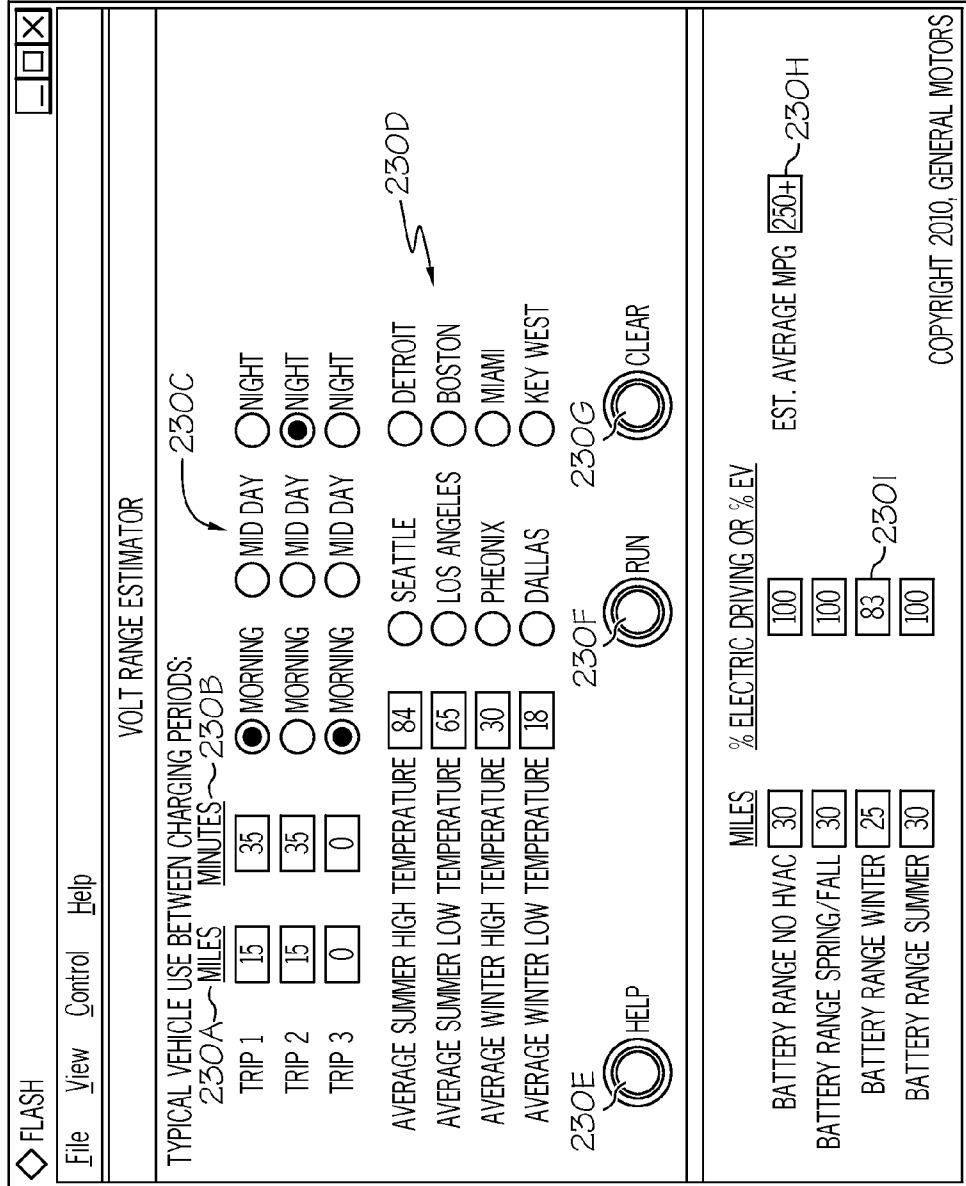 FLASH
File View Control Help
VOLT RANGE ESTIMATOR
TYPICAL VEHICLE USE BETWEEN CHARGING PERIODS:
230A MILES MINUTES 230B 230C
TRIP 1 15 35 MORNING MID DAY NIGHT
TRIP 2 15 35 MORNING MID DAY NIGHT
TRIP 3 0 0 MORNING MID DAY NIGHT
230D
AVERAGE SUMMER HIGH TEMPERATURE 84 SEATTLE DETROIT
AVERAGE SUMMER LOW TEMPERATURE 65 LOS ANGELES BOSTON
AVERAGE WINTER HIGH TEMPERATURE 30 PHEONIX MIAMI
AVERAGE WINTER LOW TEMPERATURE 18 DALLAS KEY WEST
230E 230F 230G
HELP RUN CLEAR
MILES % ELECTRIC DRIVING OR % EV
BATTERY RANGE NO HVAC 30 100 EST. AVERAGE MPG 250+ 230H
BATTERY RANGE SPRING/FALL 30 100
BATTERY RANGE WINTER 25 83 230I
BATTERY RANGE SUMMER 30 100
COPYRIGHT 2010, GENERAL MOTORS